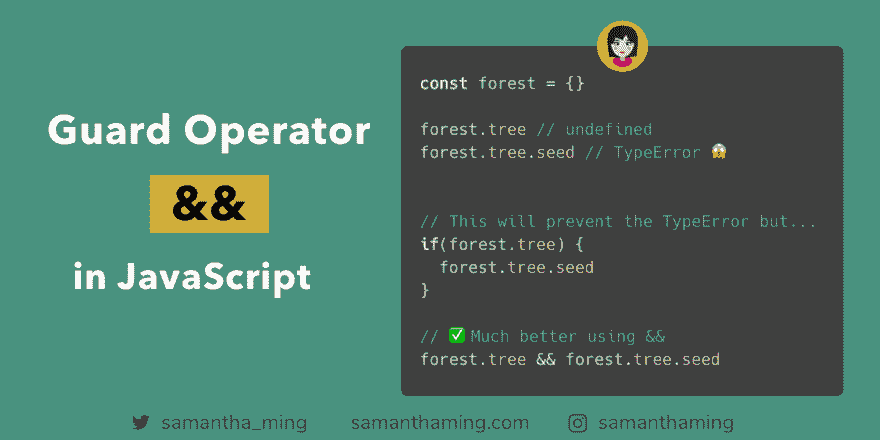 Guard Operator
&&
in JavaScript
const forest = {}
forest.tree // undefined
forest.tree.seed // TypeError 😱
// This will prevent the TypeError but...
if(forest.tree) {
  forest.tree.seed
}
// ✅ Much better using &&
forest.tree && forest.tree.seed
samantha_ming samanthaming.com samanthaming